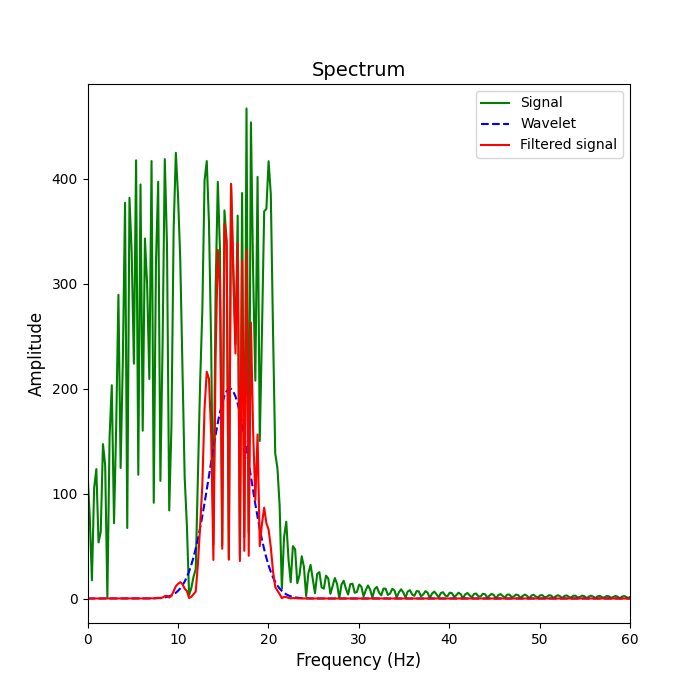 Spectrum
Signal
Wavelet
Filtered signal
400
300
200
100
0
Amplitude
0 10 20 30 40 50 60
Frequency (Hz)